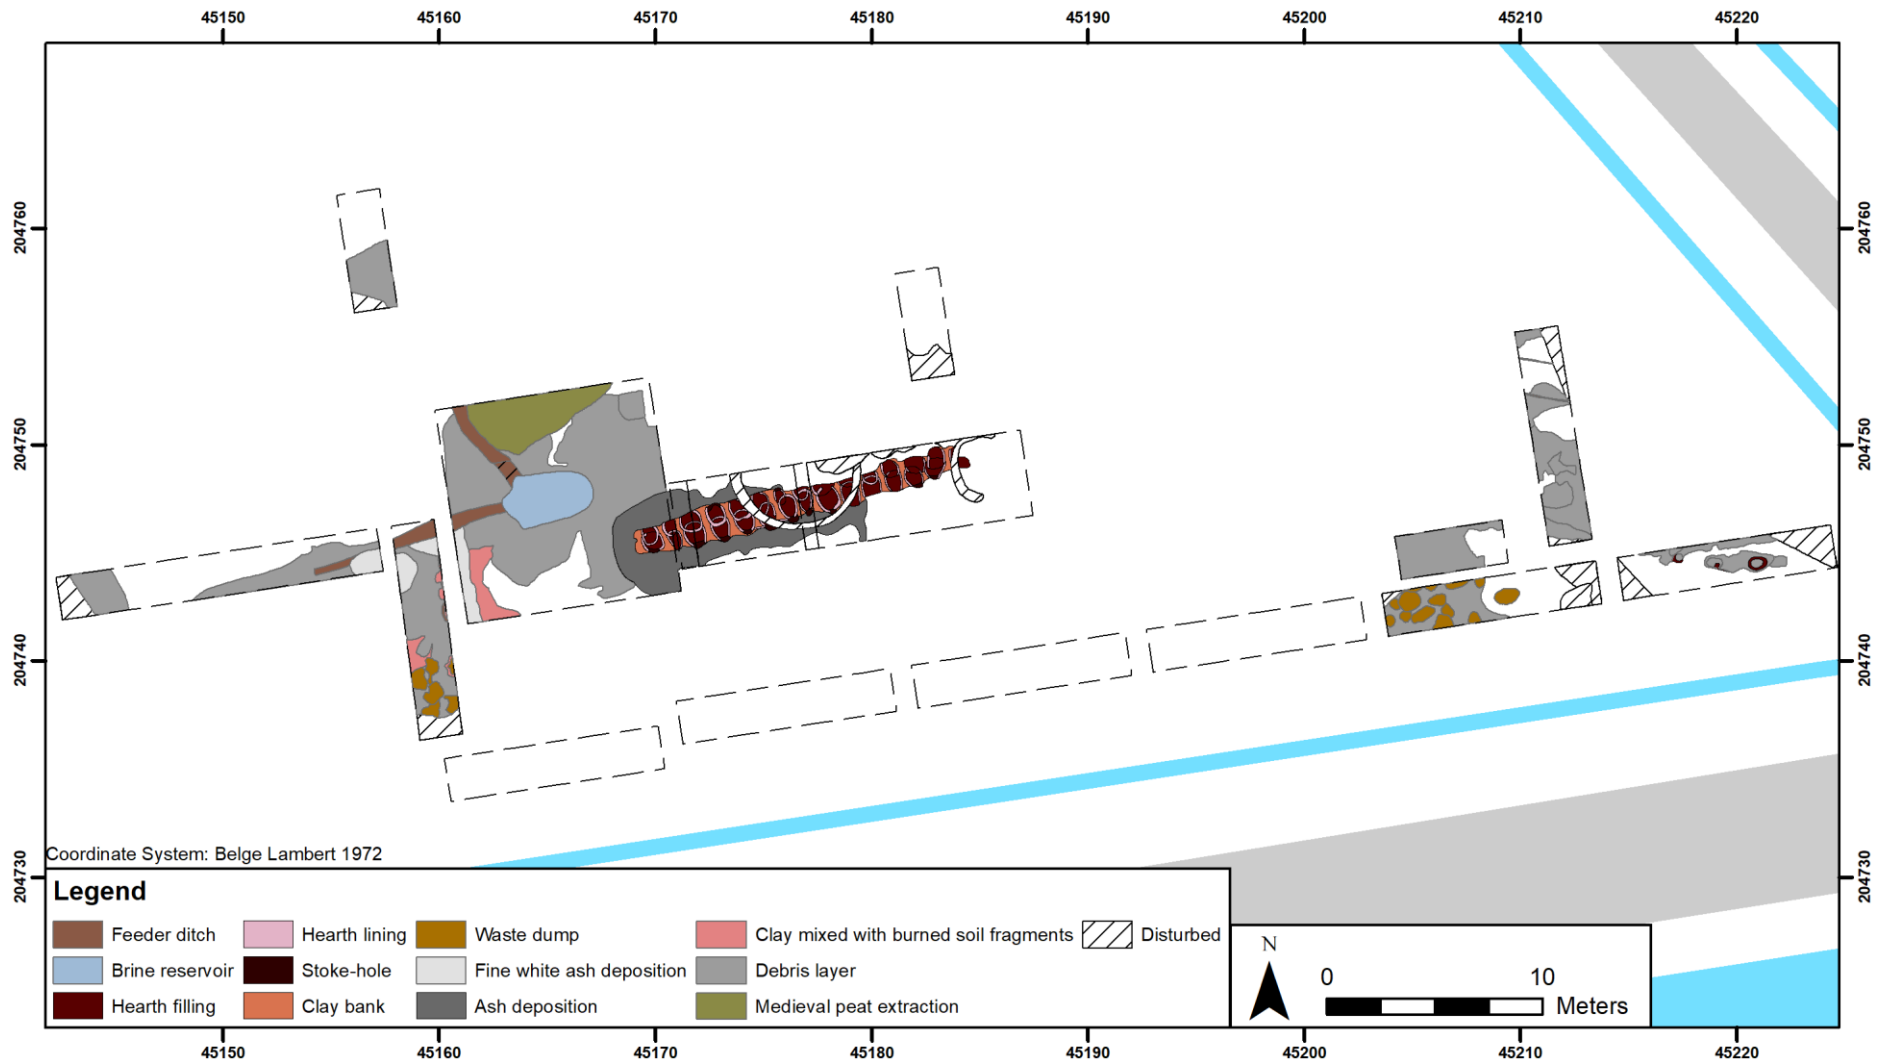 45150 45160 45170 45180 45190 45200 45210 45220
204760 204760
204750 204750
204740 204740
204730 204730
Coordinate System: Belge Lambert 1972
Legend
Feeder ditch Hearth lining Waste dump Clay mixed with burned soil fragments Disturbed
Brine reservoir Stoke-hole Fine white ash deposition Debris layer
Hearth filling Clay bank Ash deposition Medieval peat extraction
N
0 10
Meters
45150 45160 45170 45180 45190 45200 45210 45220